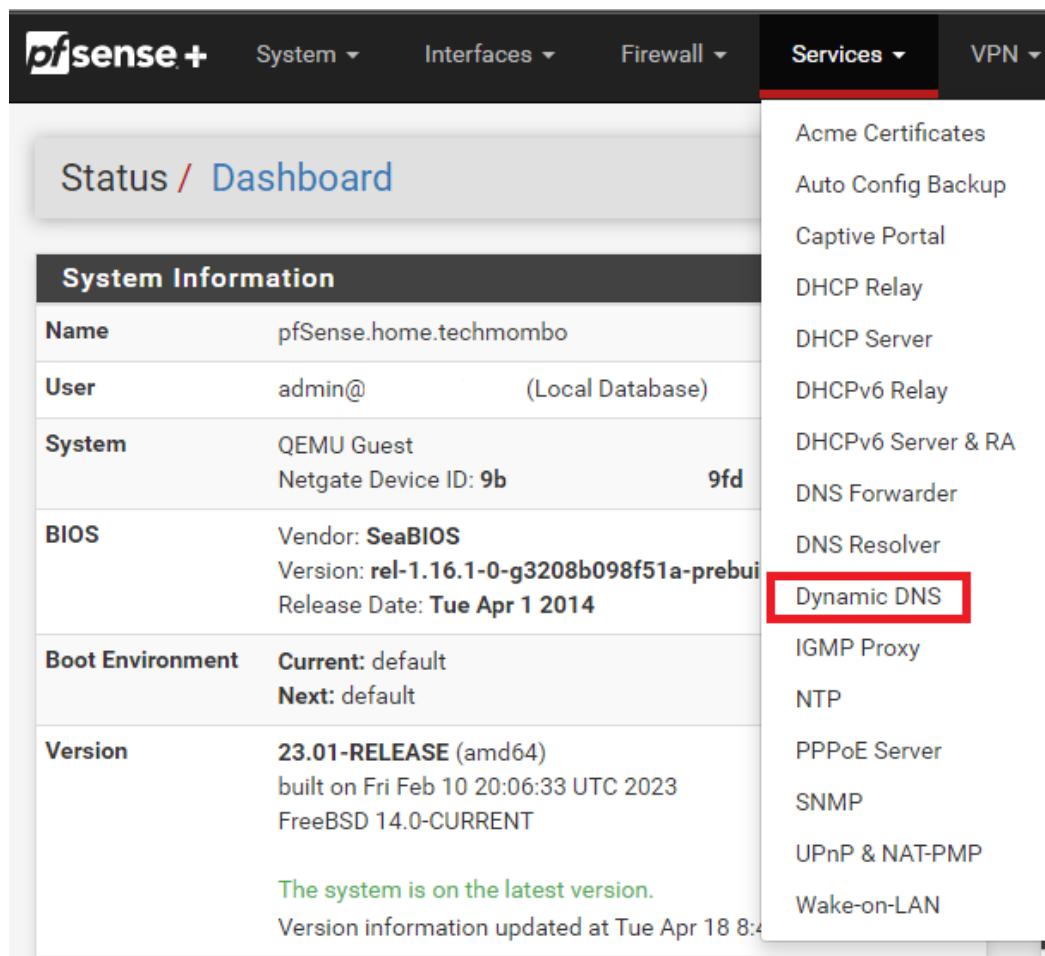 pfsense+ System Interfaces Firewall Services VPN
Acme Certificates
Auto Config Backup
Captive Portal
DHCP Relay
DHCP Server
DHCPv6 Relay
DHCPv6 Server & RA
DNS Forwarder
DNS Resolver
Dynamic DNS
IGMP Proxy
NTP
PPPoE Server
SNMP
UPnP & NAT-PMP
Wake-on-LAN
Status / Dashboard
System Information
Name pfSense.home.techmombo
User admin@ (Local Database)
System QEMU Guest
Netgate Device ID: 9b 9fd
BIOS Vendor: SeaBIOS
Version: rel-1.16.1-0-g3208b098f51a-prebui
Release Date: Tue Apr 1 2014
Boot Environment Current: default
Next: default
Version 23.01-RELEASE (amd64)
built on Fri Feb 10 20:06:33 UTC 2023
FreeBSD 14.0-CURRENT
The system is on the latest version.
Version information updated at Tue Apr 18 8:4